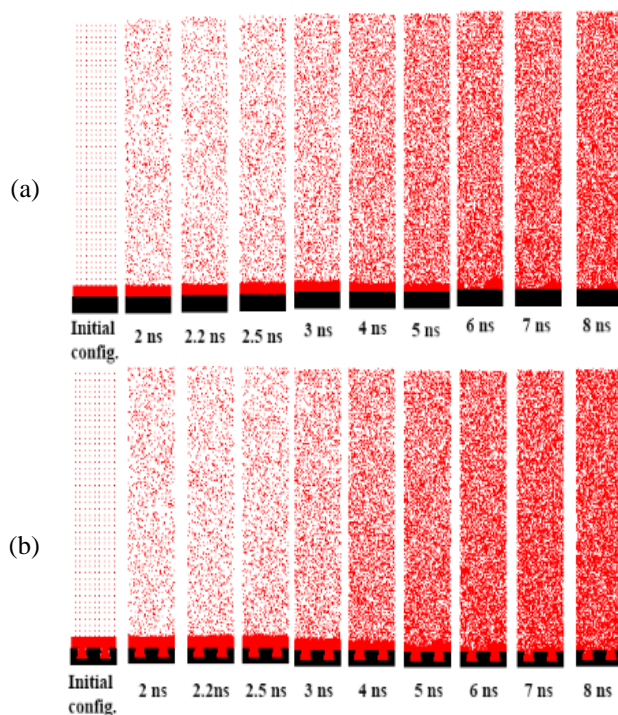 (a)
Initial config. 2 ns 2.2 ns 2.5 ns 3 ns 4 ns 5 ns 6 ns 7 ns 8 ns
(b)
Initial config. 2 ns 2.2ns 2.5 ns 3 ns 4 ns 5 ns 6 ns 7 ns 8 ns